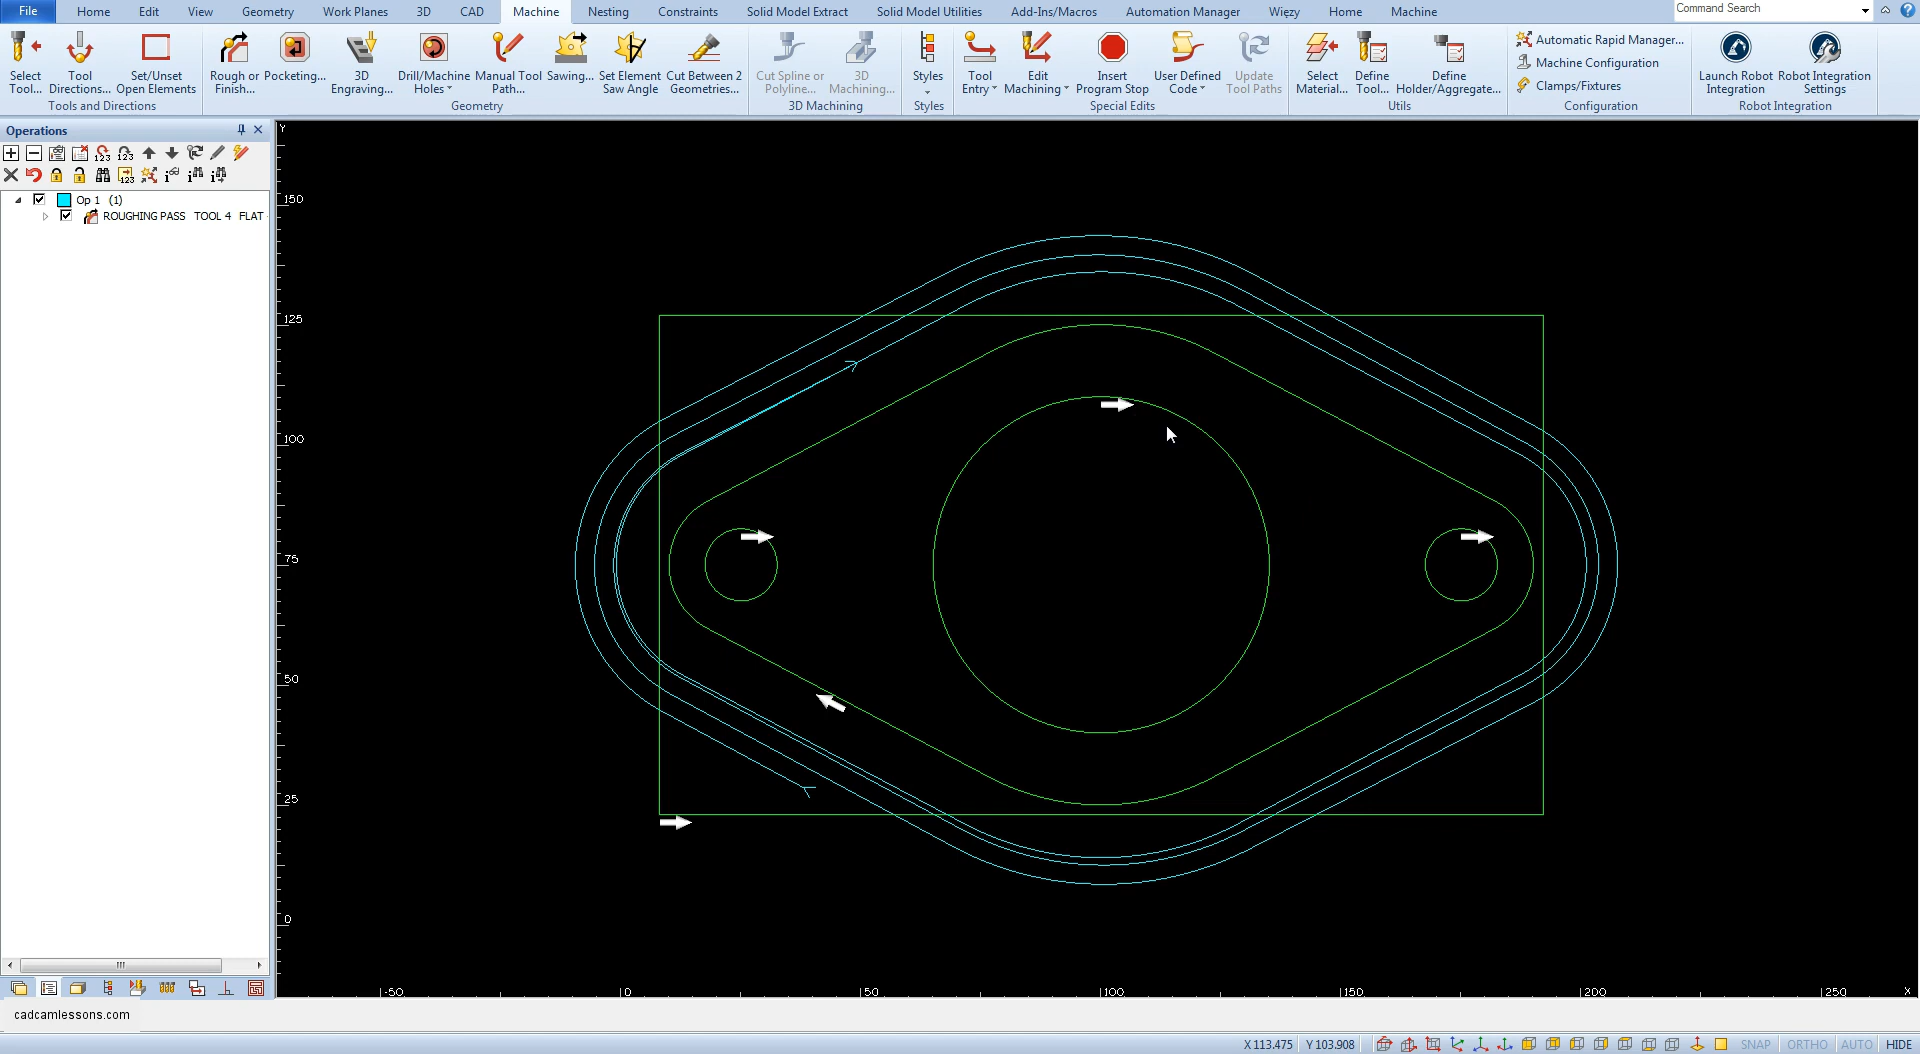 File Home Edit View Geometry Work Planes 3D CAD Machine Nesting Constraints Solid Model Extract Solid Model Utilities Add-Ins/Macros Automation Manager Więzy Home Machine Command Search
Select Tool... Tool Directions... Set/Unset Open Elements
Tools and Directions
Rough or Finish... Pocketing... 3D Engraving... Drill/Machine Holes Manual Tool Path... Sawing... Set Element Saw Angle Cut Between 2 Geometries...
Geometry
Cut Spline or Polyline... 3D Machining...
3D Machining
Styles
Styles
Tool Entry Edit Machining Insert Program Stop User Defined Code Update Tool Paths
Special Edits
Select Material... Define Tool... Define Holder/Aggregate...
Utils
Automatic Rapid Manager...
Machine Configuration
Clamps/Fixtures
Configuration
Launch Robot Integration Robot Integration Settings
Robot Integration
Operations
123 123
123
Op 1 (1)
ROUGHING PASS TOOL 4 FLAT
Y
150
125
100
75
50
25
0
-50 0 50 100 150 200 250 X
cadcamlessons.com
X 113.475 Y 103.908 SNAP ORTHO AUTO HIDE